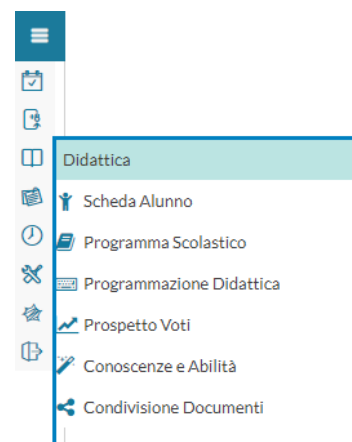 Didattica
Scheda Alunno
Programma Scolastico
Programmazione Didattica
Prospetto Voti
Conoscenze e Abilità
Condivisione Documenti